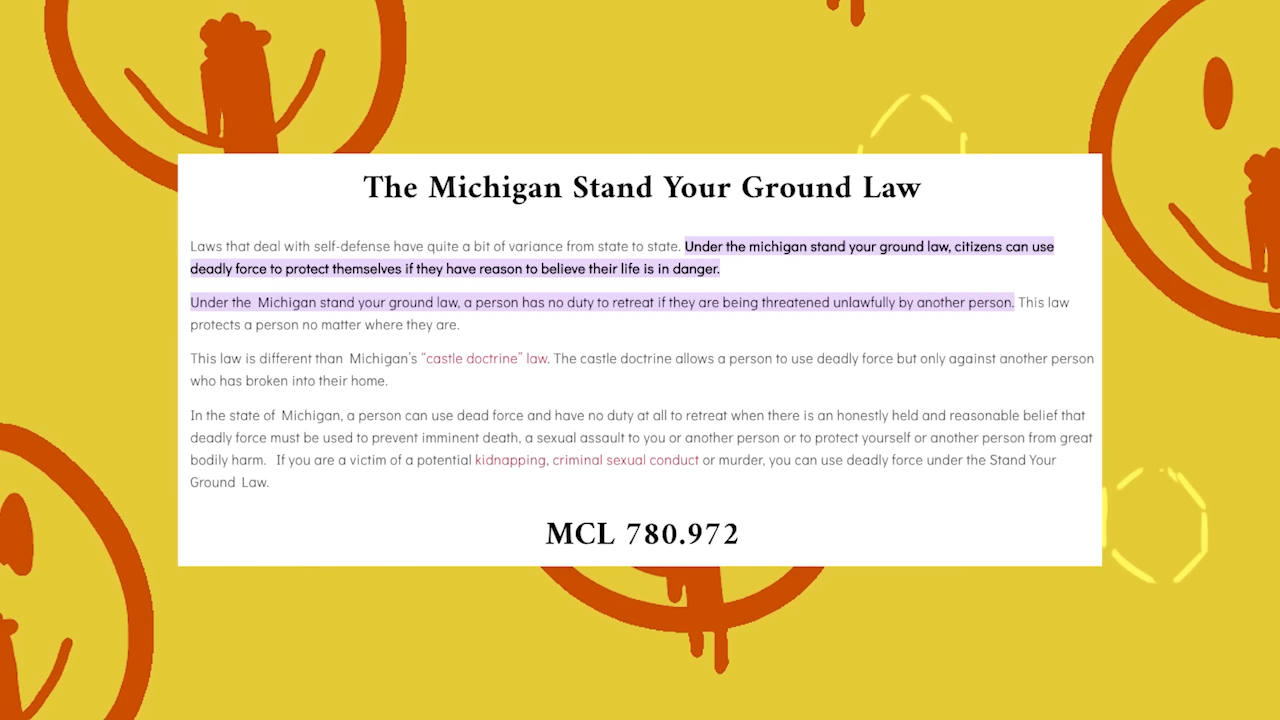 The Michigan Stand Your Ground Law
Laws that deal with self-defense have quite a bit of variance from state to state. Under the michigan stand your ground law, citizens can use
deadly force to protect themselves if they have reason to believe their life is in danger.
Under the Michigan stand your ground law, a person has no duty to retreat if they are being threatened unlawfully by another person. This law
protects a person no matter where they are.
This law is different than Michigan's “castle doctrine” law. The castle doctrine allows a person to use deadly force but only against another person
who has broken into their home.
In the state of Michigan, a person can use dead force and have no duty at all to retreat when there is an honestly held and reasonable belief that
deadly force must be used to prevent imminent death, a sexual assault to you or another person or to protect yourself or another person from great
bodily harm. If you are a victim of a potential kidnapping, criminal sexual conduct or murder, you can use deadly force under the Stand Your
Ground Law.
MCL 780.972